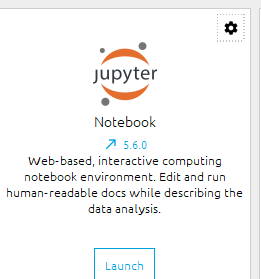 jupyter
Notebook
5.6.0
Web-based, interactive computing
notebook environment. Edit and run
human-readable docs while describing the
data analysis.
Launch